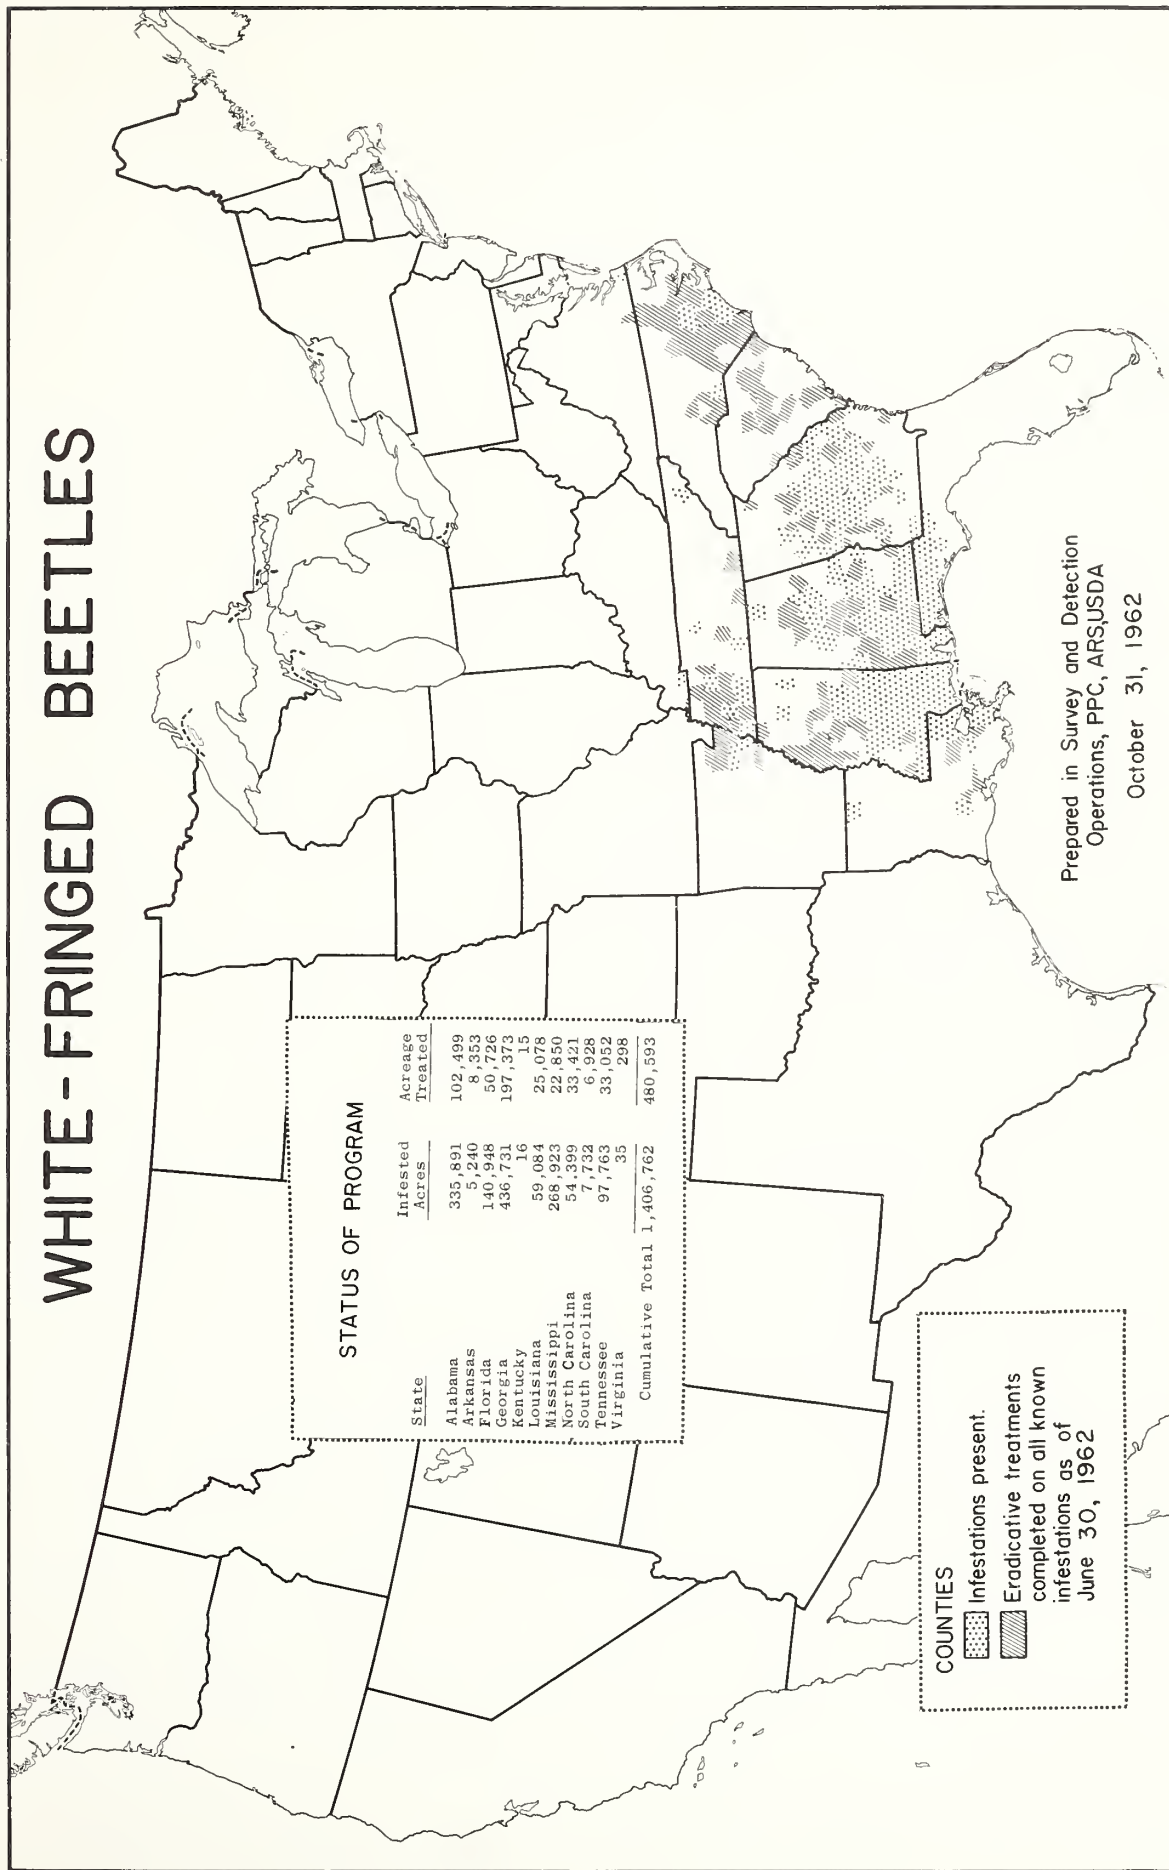 WHITE-FRINGED BEETLES
STATUS OF PROGRAM
State Infested Acres Acreage Treated
Alabama 335,891 102,499
Arkansas 5,240 8,353
Florida 140,948 50,726
Georgia 436,731 197,373
Kentucky 16 15
Louisiana 59,084 25,078
Mississippi 268,923 22,850
North Carolina 54.399 33,421
South Carolina 7,732 6,928
Tennessee 97,763 33,052
Virginia 35 298
Cumulative Total 1,406,762 480,593
COUNTIES
Infestations present.
Eradicative treatments
completed on all known
infestations as of
June 30, 1962
Prepared in Survey and Detection
Operations, PPC, ARS,USDA
October 31, 1962